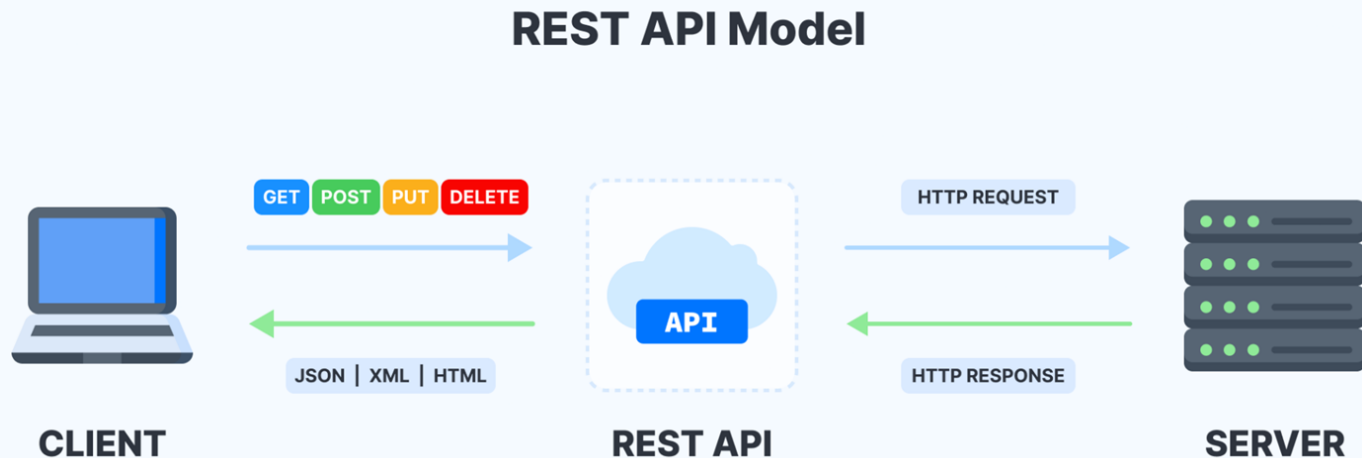 REST API Model
GET POST PUT DELETE
HTTP REQUEST
API
JSON | XML | HTML
HTTP RESPONSE
CLIENT
REST API
SERVER